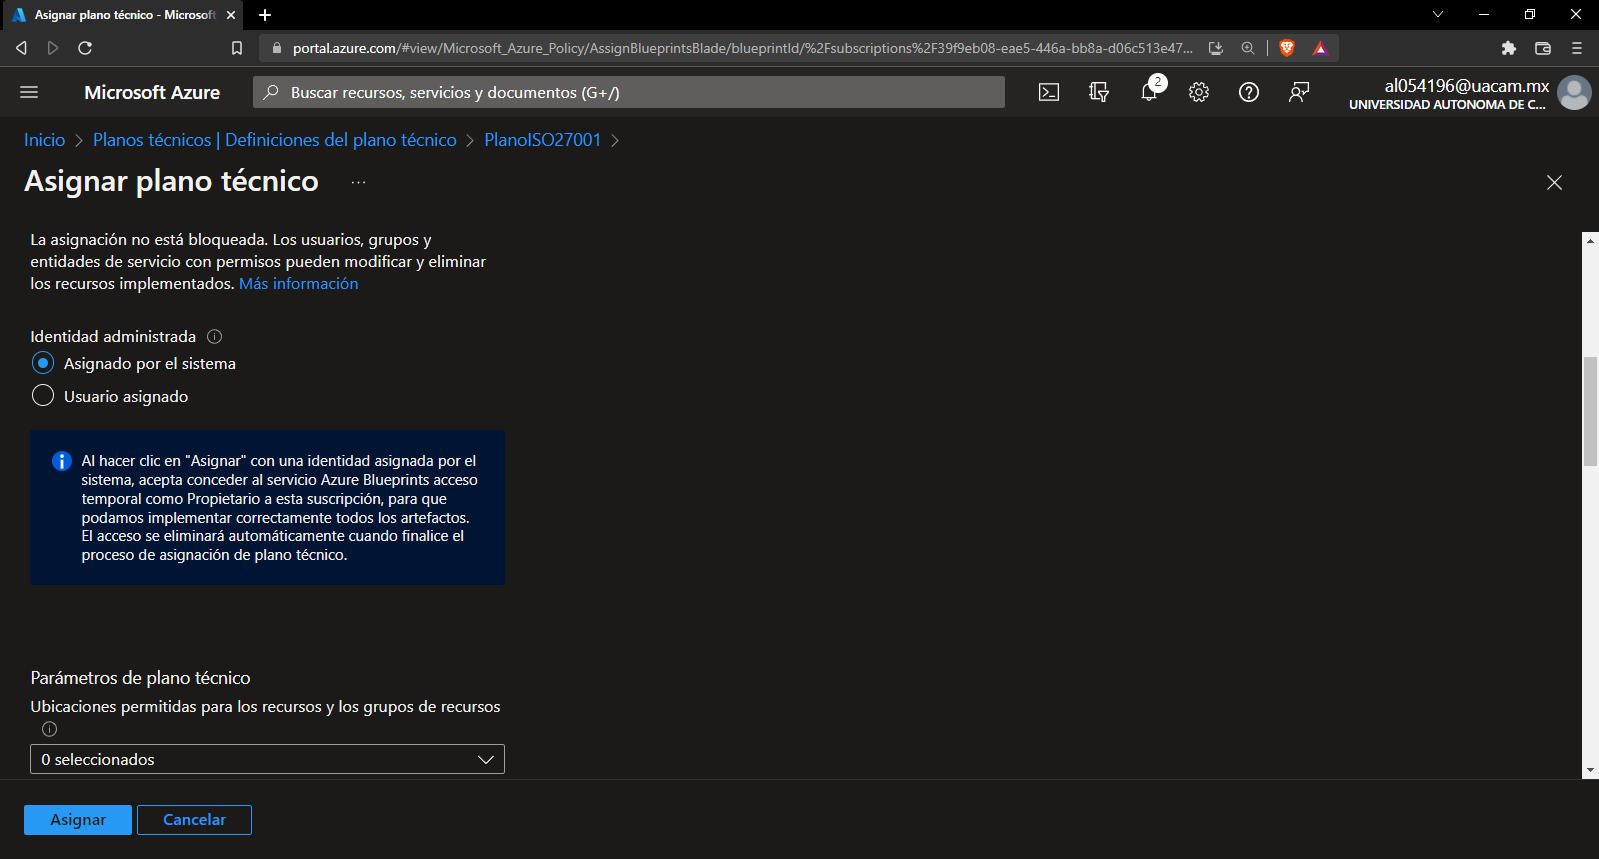 Asignar plano técnico - Microsoft
portal.azure.com/#view/Microsoft_Azure_Policy/AssignBlueprintsBlade/blueprintId/%2Fsubscriptions%2F39f9eb08-eae5-446a-bb8a-d06c513e47...
Microsoft Azure
Buscar recursos, servicios y documentos (G+/)
2
al054196@uacam.mx
UNIVERSIDAD AUTONOMA DE C...
Inicio > Planos técnicos | Definiciones del plano técnico > PlanoISO27001 >
Asignar plano técnico ...
La asignación no está bloqueada. Los usuarios, grupos y
entidades de servicio con permisos pueden modificar y eliminar
los recursos implementados. Más información
Identidad administrada
Asignado por el sistema
Usuario asignado
Al hacer clic en "Asignar" con una identidad asignada por el
sistema, acepta conceder al servicio Azure Blueprints acceso
temporal como Propietario a esta suscripción, para que
podamos implementar correctamente todos los artefactos.
El acceso se eliminará automáticamente cuando finalice el
proceso de asignación de plano técnico.
Parámetros de plano técnico
Ubicaciones permitidas para los recursos y los grupos de recursos
0 seleccionados
Asignar
Cancelar